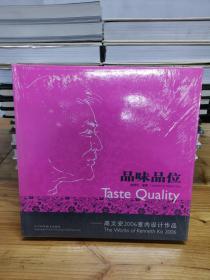 品味品位
Taste Quality
——高文安2006室内设计作品
The Works of Kenneth Ko 2006